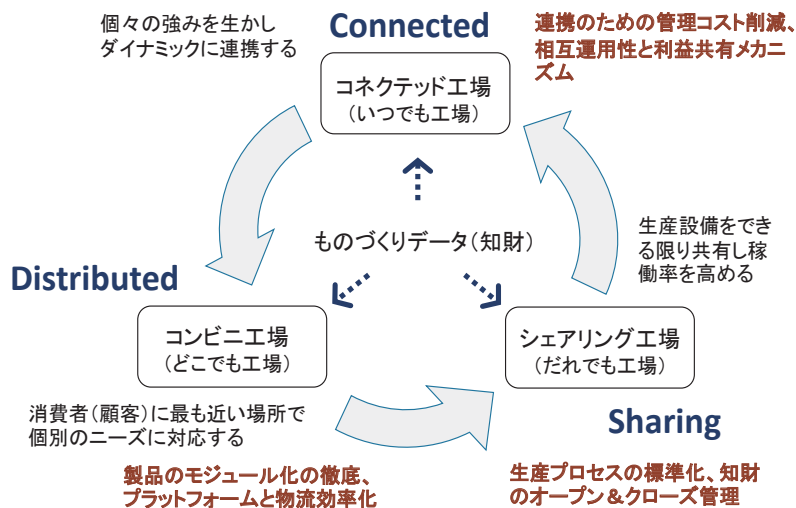 個々の強みを生かし
ダイナミックに連携する
Connected
連携のための管理コスト削減、
相互運用性と利益共有メカニ
ズム
コネクテッド工場
(いつでも工場)
ものづくりデータ(知財)
生産設備をでき
る限り共有し稼
働率を高める
Distributed
コンビニ工場
(どこでも工場)
シェアリング工場
(だれでも工場)
消費者(顧客)に最も近い場所で
個別のニーズに対応する
Sharing
製品のモジュール化の徹底、
プラットフォームと物流効率化
生産プロセスの標準化、知財
のオープン&クローズ管理